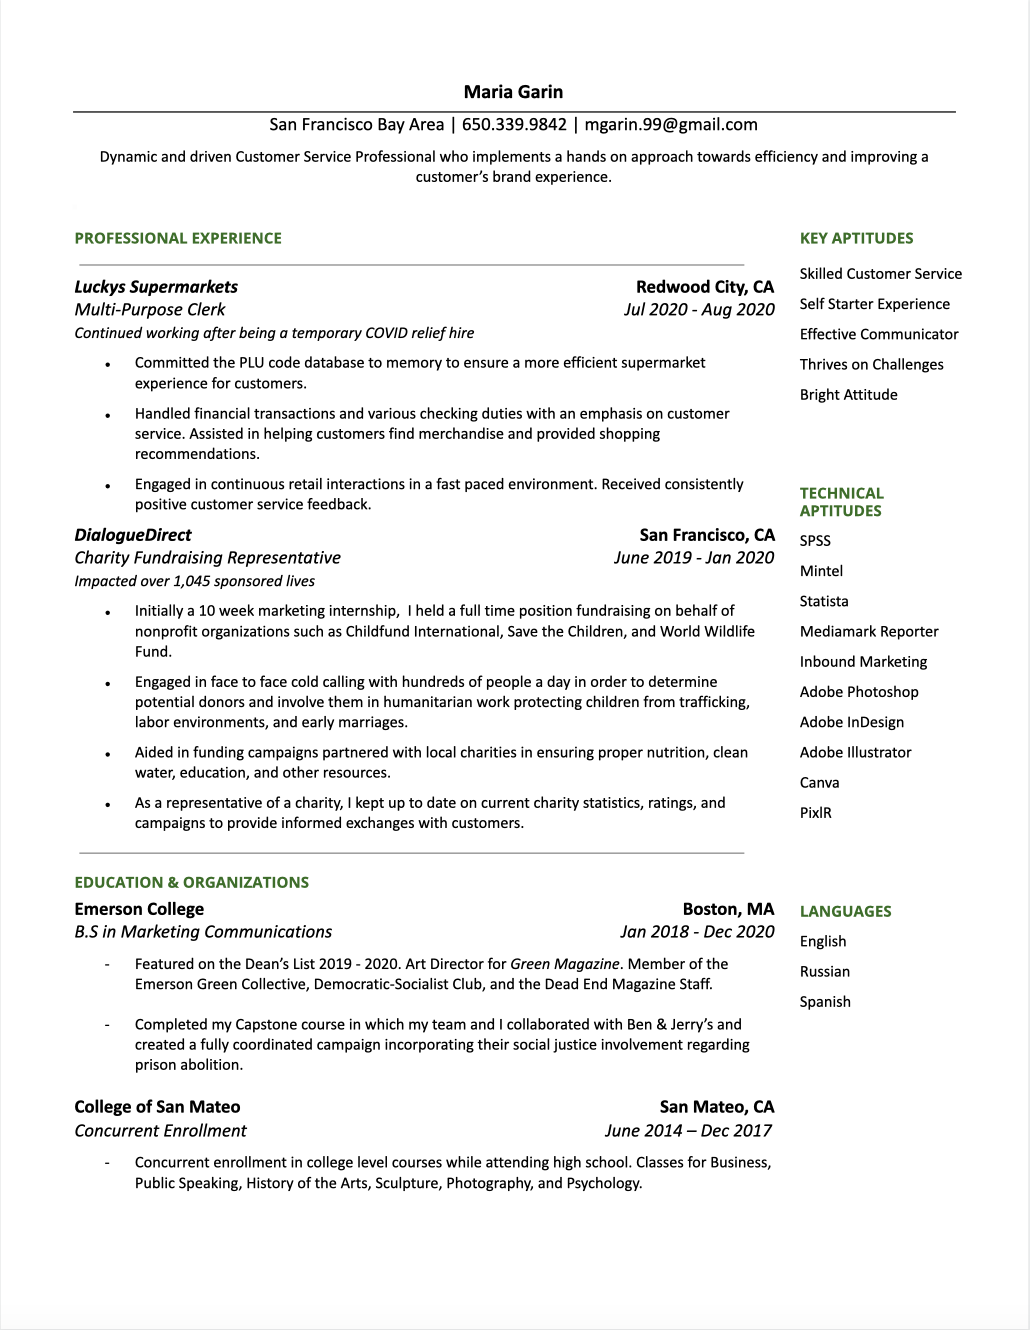 Maria Garin
San Francisco Bay Area | 650.339.9842 | mgarin.99@gmail.com
Dynamic and driven Customer Service Professional who implements a hands on approach towards efficiency and improving a
customer’s brand experience.
PROFESSIONAL EXPERIENCE
Luckys Supermarkets Redwood City, CA
Multi-Purpose Clerk Jul 2020 - Aug 2020
Continued working after being a temporary COVID relief hire
• Committed the PLU code database to memory to ensure a more efficient supermarket
experience for customers.
• Handled financial transactions and various checking duties with an emphasis on customer
service. Assisted in helping customers find merchandise and provided shopping
recommendations.
• Engaged in continuous retail interactions in a fast paced environment. Received consistently
positive customer service feedback.
DialogueDirect San Francisco, CA
Charity Fundraising Representative June 2019 - Jan 2020
Impacted over 1,045 sponsored lives
• Initially a 10 week marketing internship,  I held a full time position fundraising on behalf of
nonprofit organizations such as Childfund International, Save the Children, and World Wildlife
Fund.
• Engaged in face to face cold calling with hundreds of people a day in order to determine
potential donors and involve them in humanitarian work protecting children from trafficking,
labor environments, and early marriages.
• Aided in funding campaigns partnered with local charities in ensuring proper nutrition, clean
water, education, and other resources.
• As a representative of a charity, I kept up to date on current charity statistics, ratings, and
campaigns to provide informed exchanges with customers.
EDUCATION & ORGANIZATIONS
Emerson College Boston, MA
B.S in Marketing Communications Jan 2018 - Dec 2020
- Featured on the Dean’s List 2019 - 2020. Art Director for Green Magazine. Member of the
Emerson Green Collective, Democratic-Socialist Club, and the Dead End Magazine Staff.
- Completed my Capstone course in which my team and I collaborated with Ben & Jerry’s and
created a fully coordinated campaign incorporating their social justice involvement regarding
prison abolition.
College of San Mateo San Mateo, CA
Concurrent Enrollment June 2014 – Dec 2017
- Concurrent enrollment in college level courses while attending high school. Classes for Business,
Public Speaking, History of the Arts, Sculpture, Photography, and Psychology.
KEY APTITUDES
Skilled Customer Service
Self Starter Experience
Effective Communicator
Thrives on Challenges
Bright Attitude
TECHNICAL
APTITUDES
SPSS
Mintel
Statista
Mediamark Reporter
Inbound Marketing
Adobe Photoshop
Adobe InDesign
Adobe Illustrator
Canva
PixlR
LANGUAGES
English
Russian
Spanish